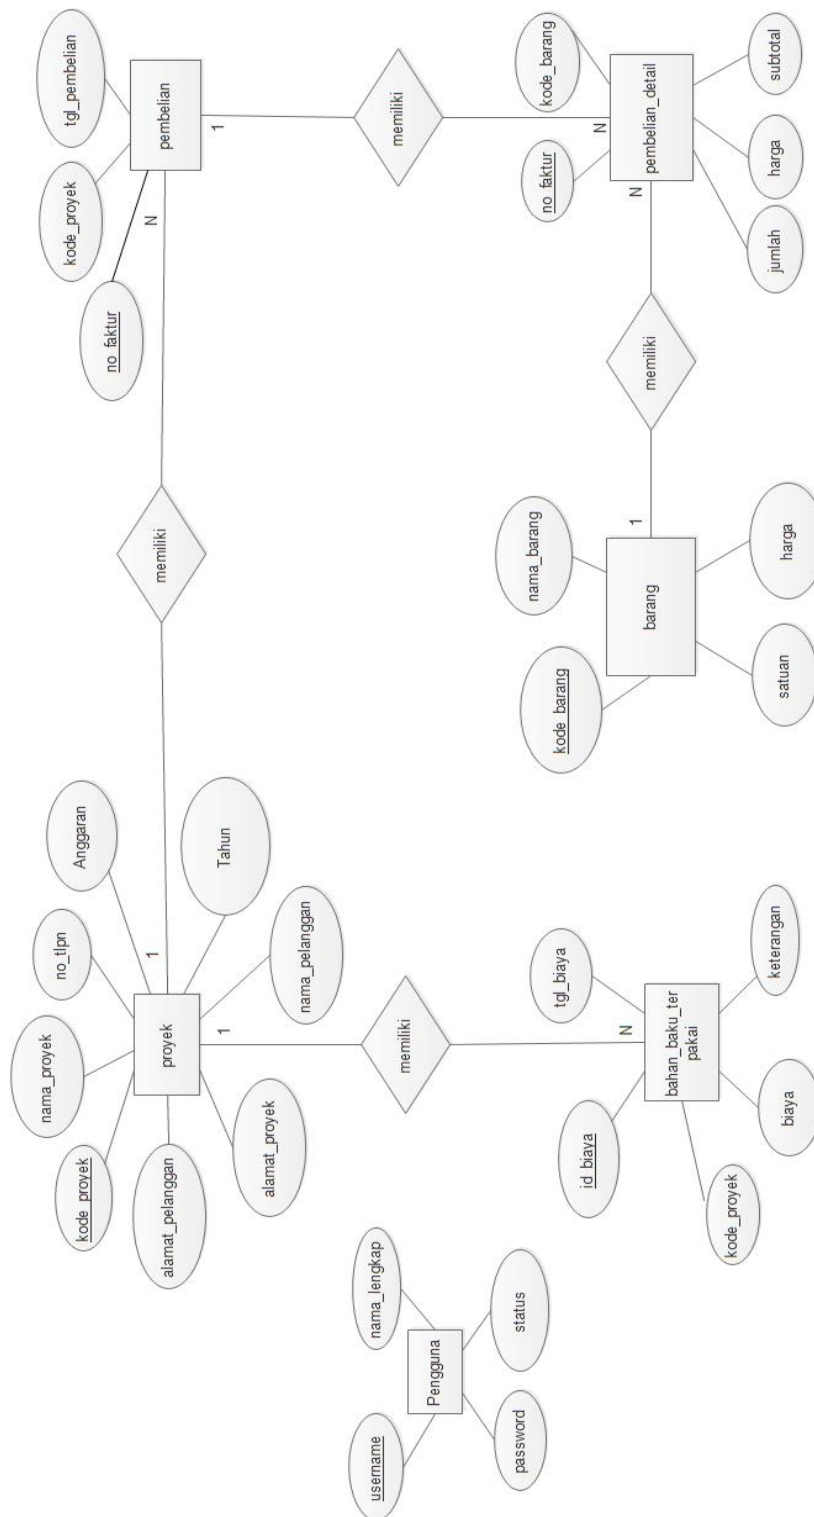 nama_proyek
no_tlpn
Anggaran
kode_proyek
alamat_pelanggan
proyek
1
Tahun
alamat_proyek
nama_pelanggan
1
memiliki
N
tgl_pembelian
kode_proyek
no_faktur
pembelian
1
memiliki
N
memiliki
nama_lengkap
username
Pengguna
status
password
tgl_biaya
id_biaya
N
bahan_baku_ter
pakai
kode_proyek
biaya
keterangan
nama_barang
kode_barang
barang
satuan
harga
1
memiliki
N
kode_barang
no_faktur
pembelian_detail
jumlah
harga
subtotal